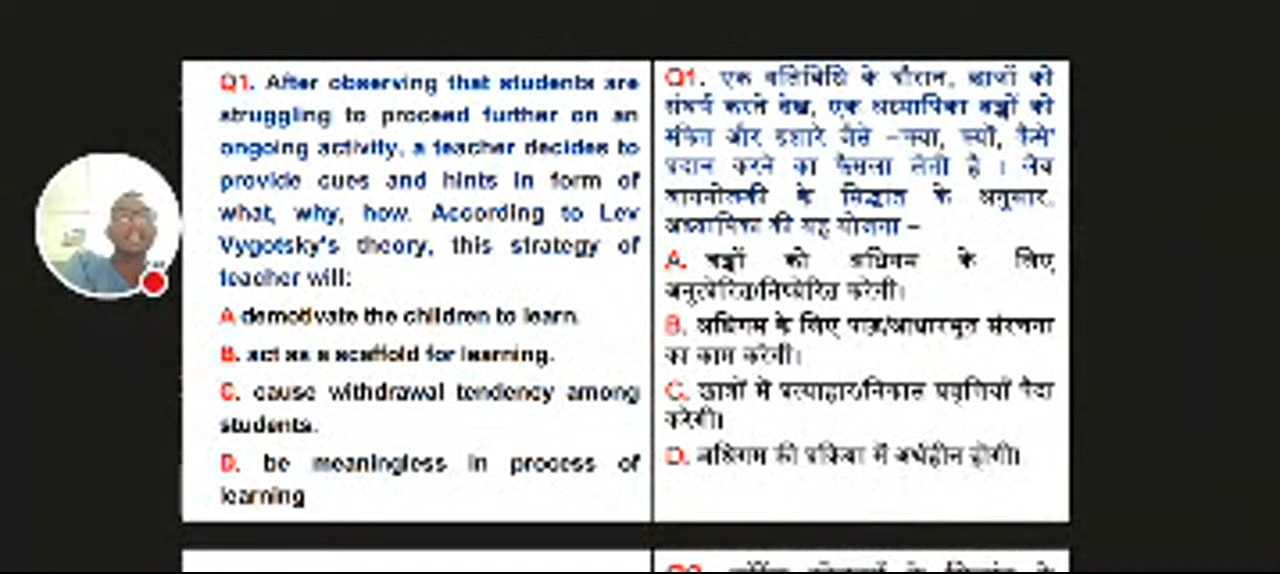 Q1. After observing that students are
struggling to proceed further on an
ongoing activity, a teacher decides to
provide cues and hints in form of
what, why, how. According to Lev
Vygotsky's theory, this strategy of
teacher will:
A demotivate the children to learn.
B. act as a scaffold for learning.
C. cause withdrawal tendency among
students.
D. be meaningless in process of
learning
Q1. एक गतिविधि के दौरान, छात्रों को
संघर्ष करते देख, एक अध्यापिका बच्चों को
संकेत और इशारे जैसे –'क्या, क्यों, कैसे'
प्रदान करने का फैसला लेती है । लेव
वायगोत्स्की के सिद्धांत के अनुसार,
अध्यापिका की यह योजना –
A. बच्चों को अधिगम के लिए
करेगी।
B. अधिगम के लिए पाड़/आधारभूत संरचना
का काम करेगी।
C. छात्रों में प्रत्याहार/निकास प्रवृत्तियाँ पैदा
करेगी।
D. अधिगम की प्रक्रिया में अर्थहीन होगी।